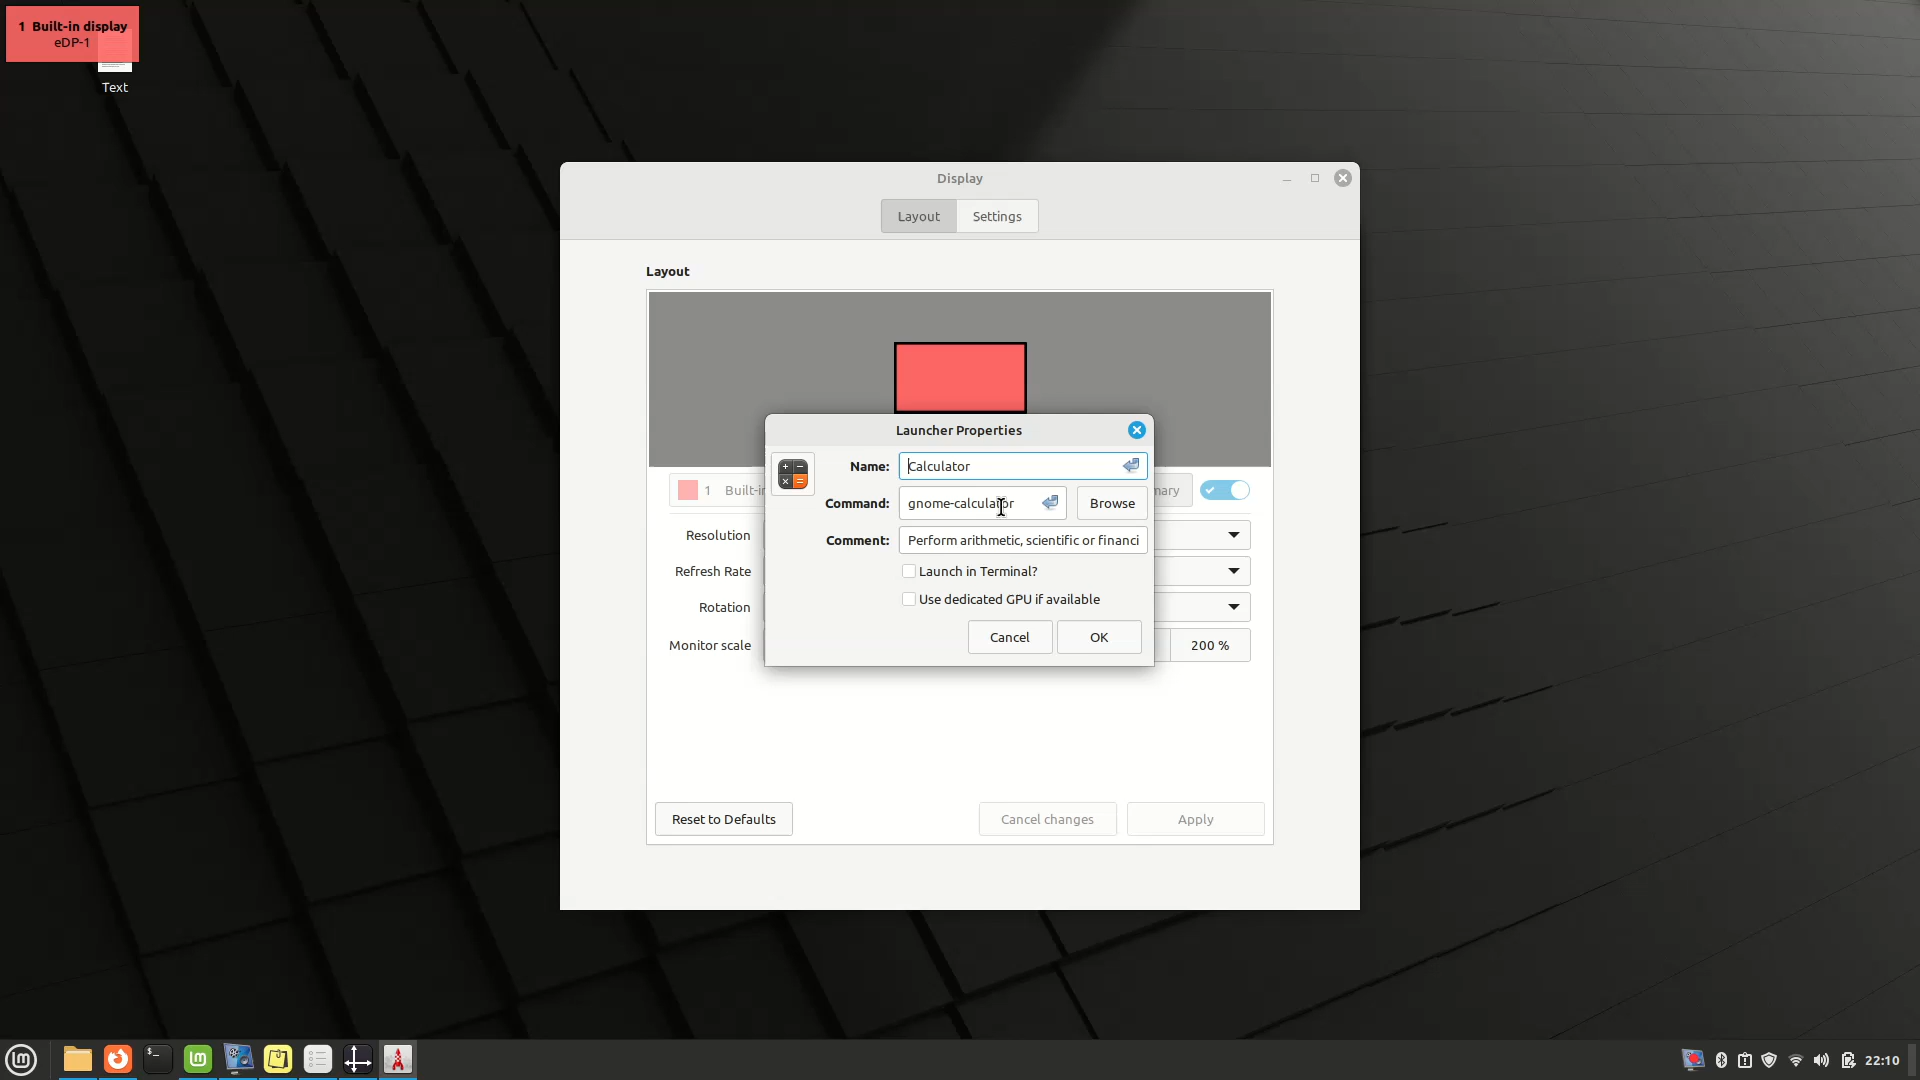 1 Built-in display
eDP-1
Text
Display
Layout
Settings
Layout
Launcher Properties
Name:
Calculator
Command:
gnome-calculator
Browse
Comment:
Perform arithmetic, scientific or financi
Launch in Terminal?
Use dedicated GPU if available
Cancel
OK
1 Built-i
mary
Resolution
Refresh Rate
Rotation
Monitor scale
200 %
Reset to Defaults
Cancel changes
Apply
22:10